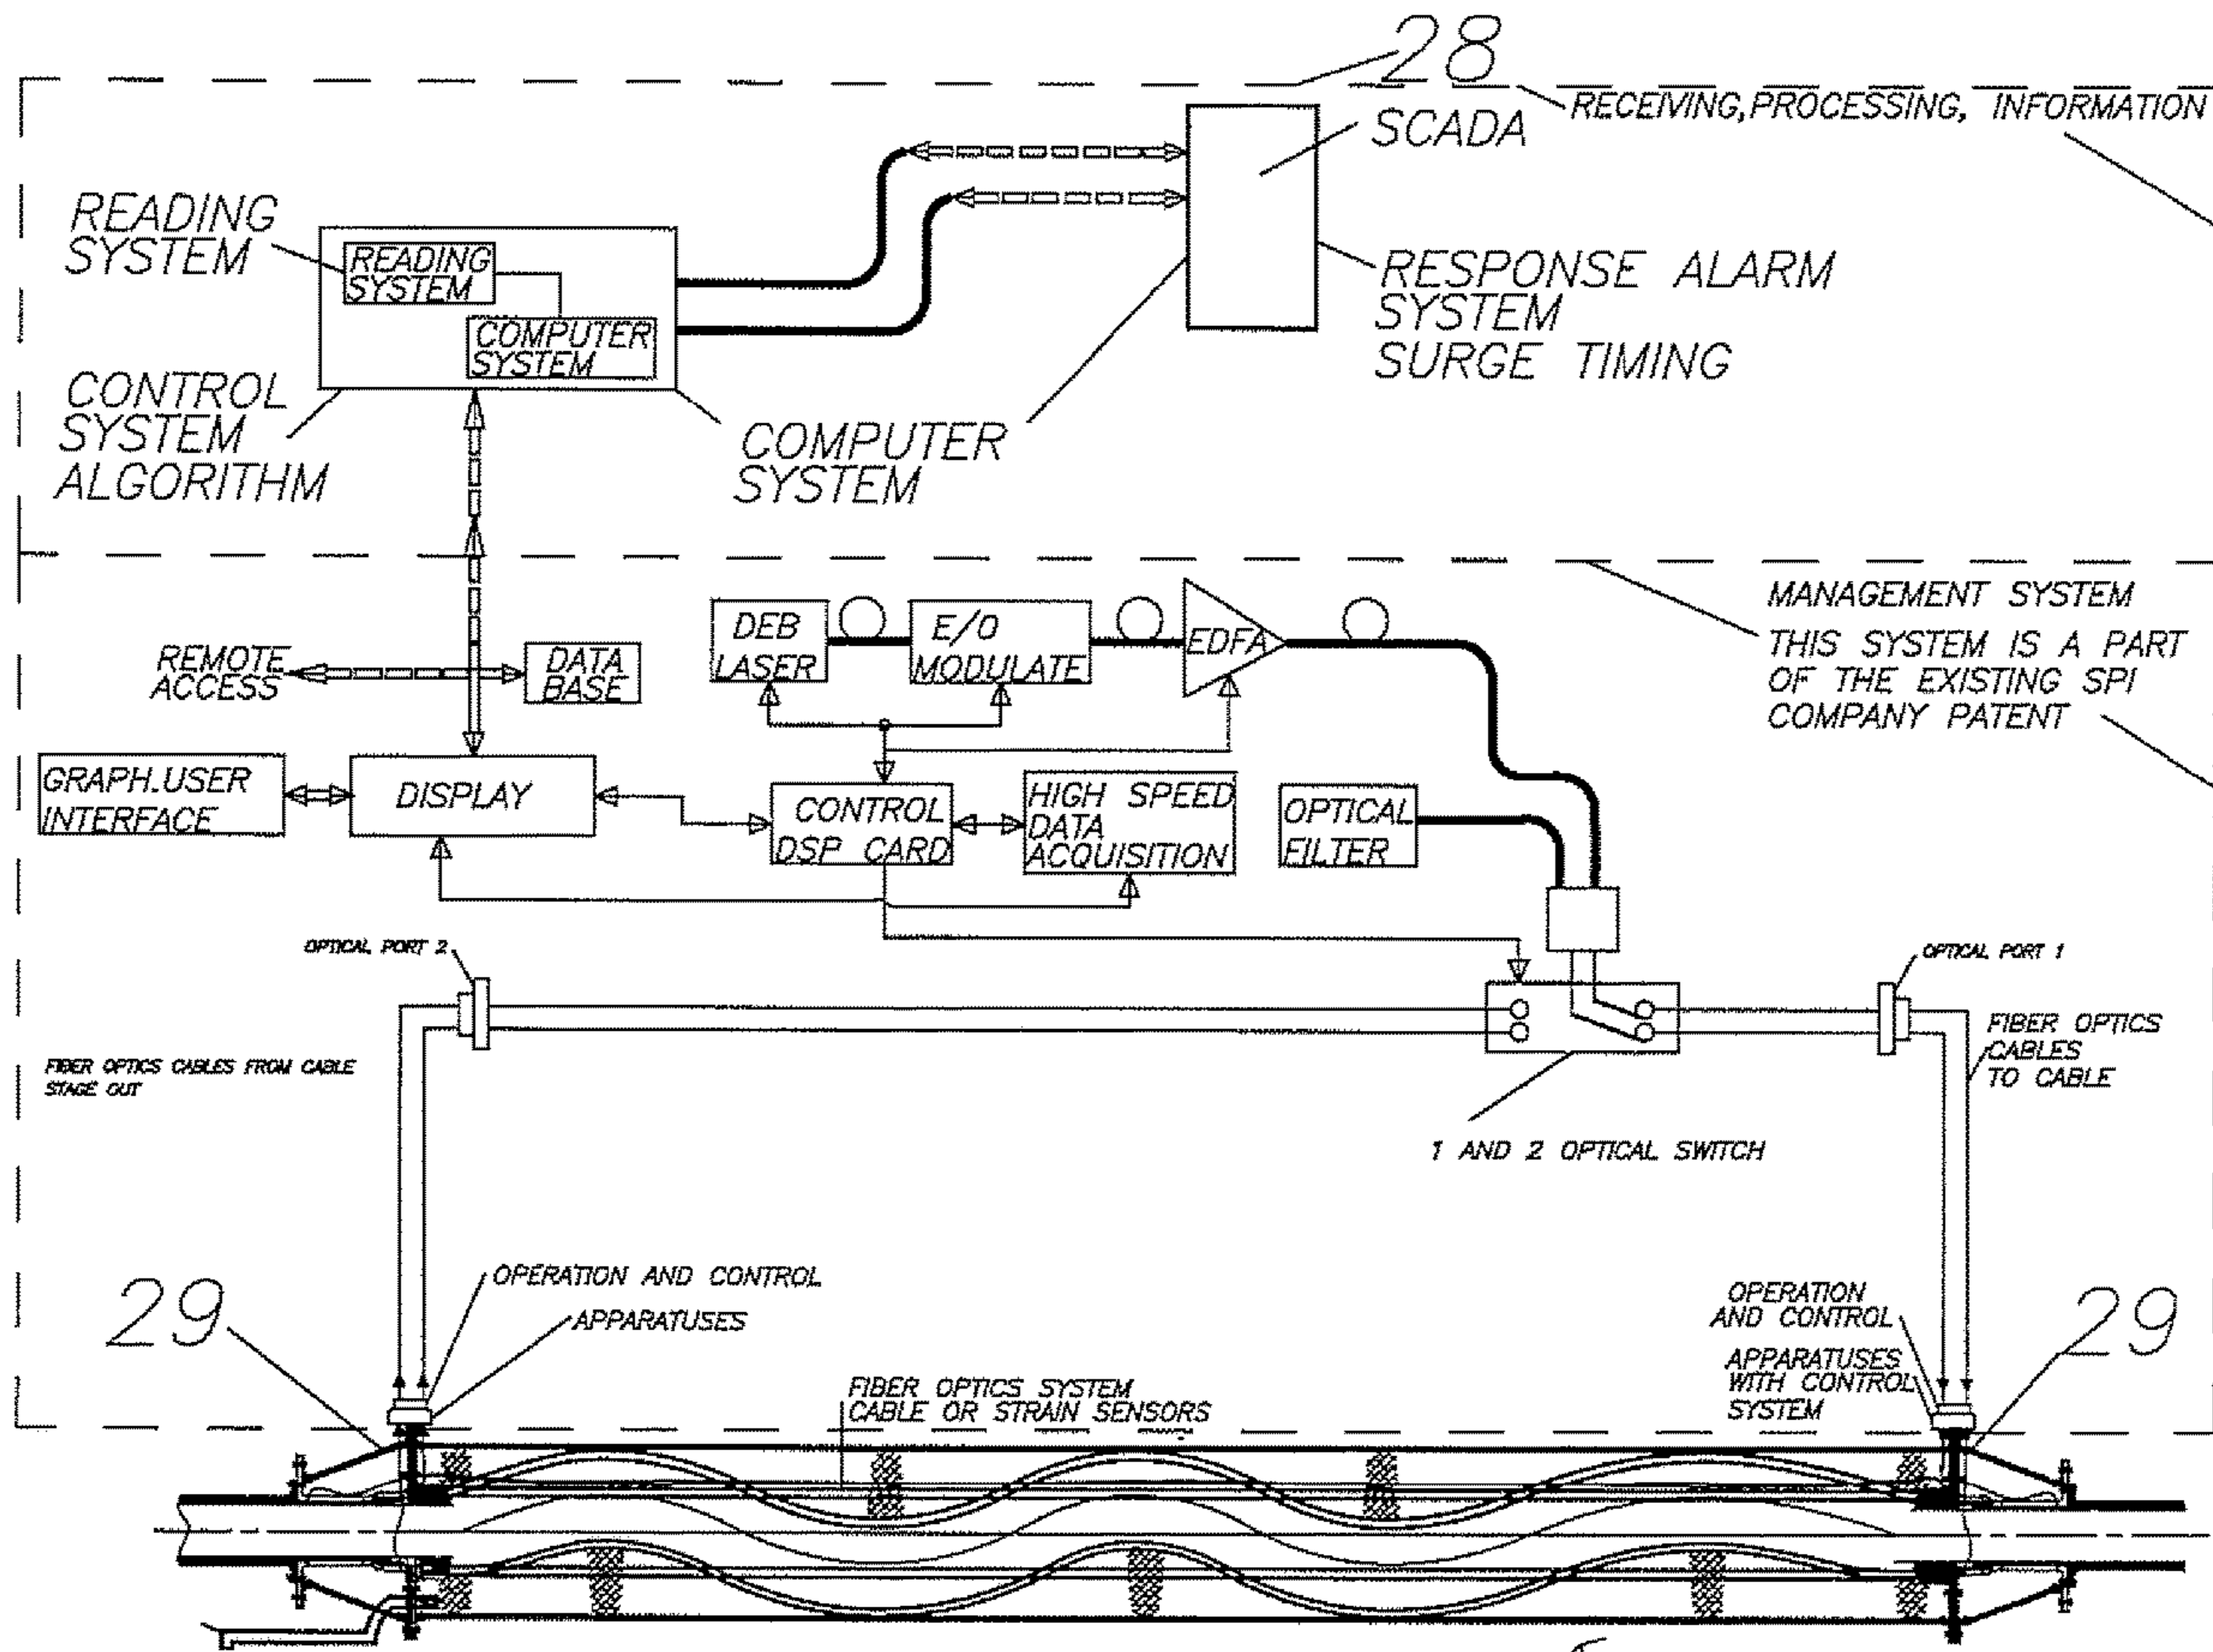 28
RECEIVING,PROCESSING, INFORMATION
SCADA
READING
SYSTEM
READING
SYSTEM
COMPUTER
SYSTEM
RESPONSE ALARM
SYSTEM
SURGE TIMING
CONTROL
SYSTEM
ALGORITHM
COMPUTER
SYSTEM
MANAGEMENT SYSTEM
THIS SYSTEM IS A PART
OF THE EXISTING SPI
COMPANY PATENT
DEB
LASER
E/O
MODULATE
EDFA
REMOTE
ACCESS
DATA
BASE
GRAPH.USER
INTERFACE
DISPLAY
CONTROL
DSP CARD
HIGH SPEED
DATA
ACQUISITION
OPTICAL
FILTER
OPTICAL PORT 2
OPTICAL PORT 1
FIBER OPTICS CABLES FROM CABLE
STAGE OUT
FIBER OPTICS
CABLES
TO CABLE
1 AND 2 OPTICAL SWITCH
29
OPERATION AND CONTROL
APPARATUSES
OPERATION
AND CONTROL
APPARATUSES
WITH CONTROL
SYSTEM
29
FIBER OPTICS SYSTEM
CABLE OR STRAIN SENSORS